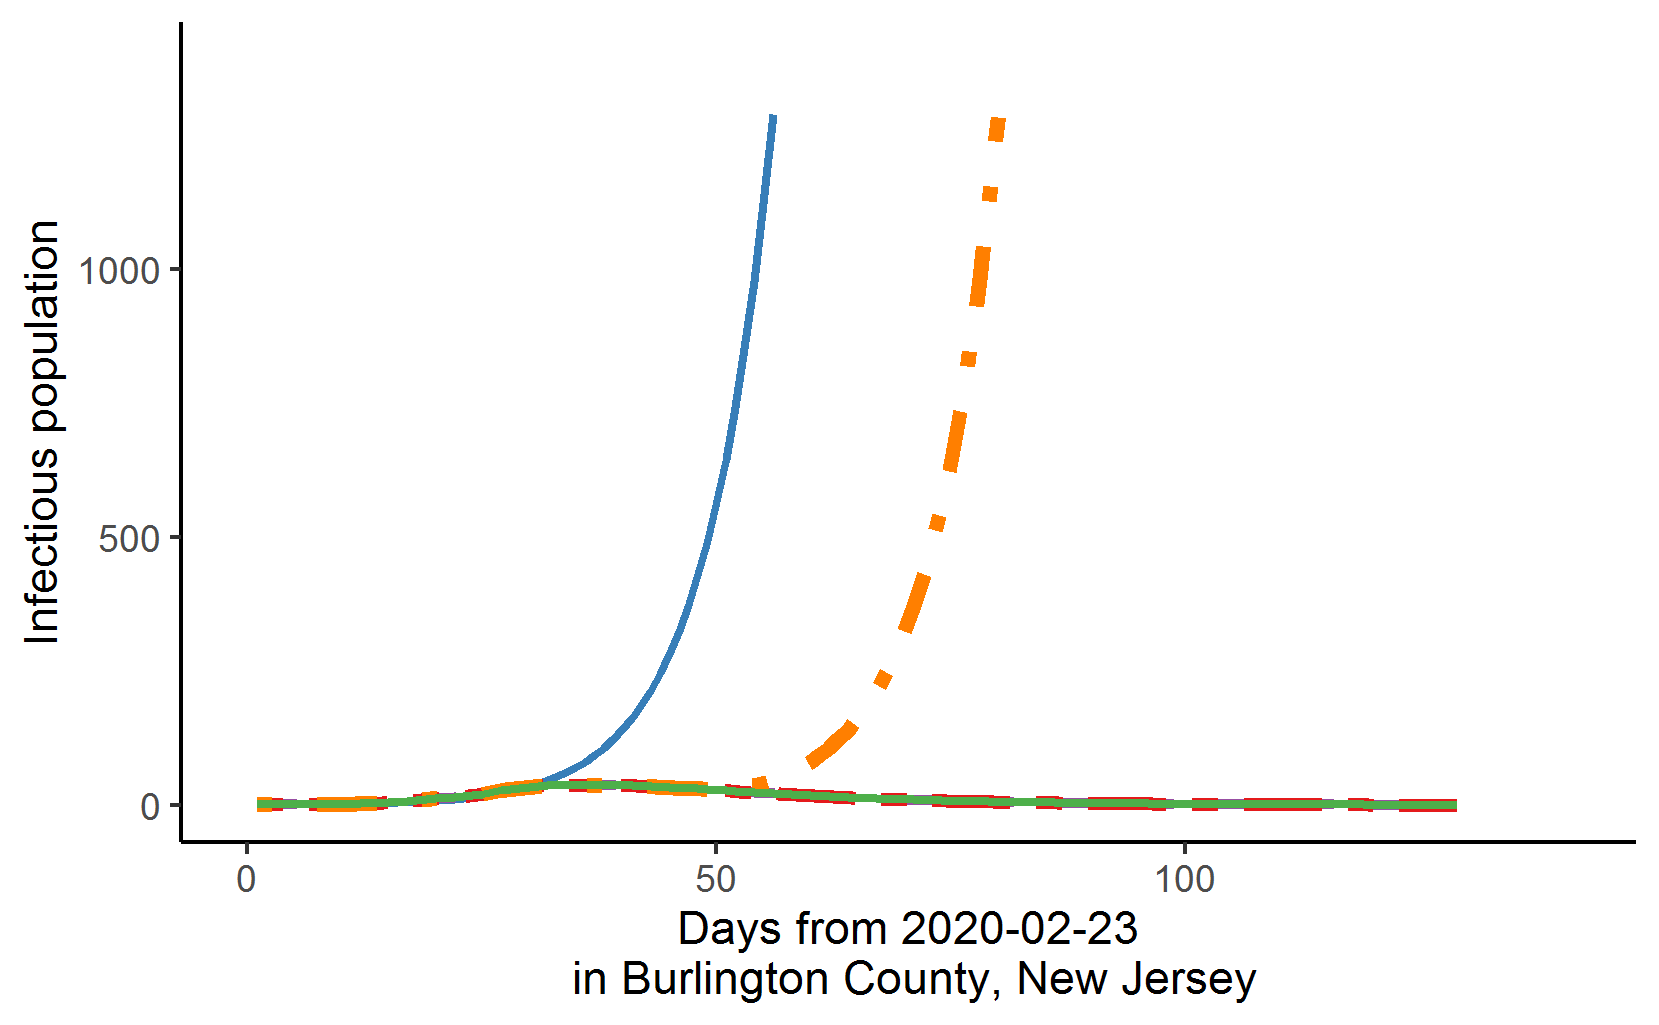 Infectious population
1000
500
0
0 50 100
Days from 2020-02-23
in Burlington County, New Jersey